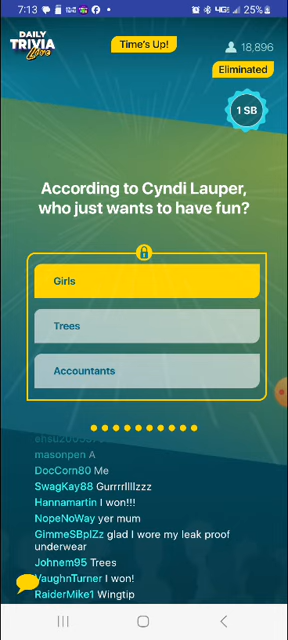 7:13
4G
25%
DAILY
TRIVIA
Live
Time's Up!
18,896
Eliminated
1 SB
According to Cyndi Lauper,
who just wants to have fun?
Girls
Trees
Accountants
masonpen A
DocCorn80 Me
SwagKay88 Gurrrllllzzz
Hannamartin I won!!!
NopeNoWay yer mum
GimmeSBplZz glad I wore my leak proof
underwear
Johnem95 Trees
VaughnTurner I won!
RaiderMike1 Wingtip